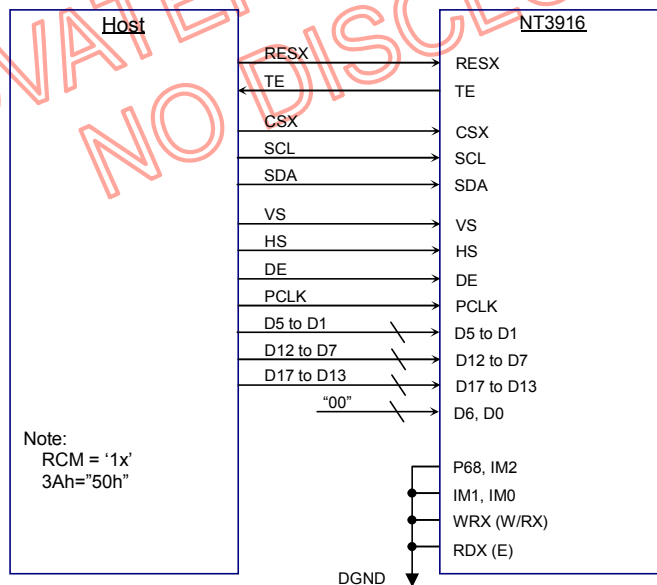 Host
NT3916
RESX
RESX
TE
TE
CSX
CSX
SCL
SCL
SDA
SDA
VS
VS
HS
HS
DE
DE
PCLK
PCLK
D5 to D1
D5 to D1
D12 to D7
D12 to D7
D17 to D13
D17 to D13
“00”
D6, D0
Note:
RCM = ‘1x’
3Ah=”50h”
P68, IM2
IM1, IM0
WRX (W/RX)
RDX (E)
DGND
NO DISCLO